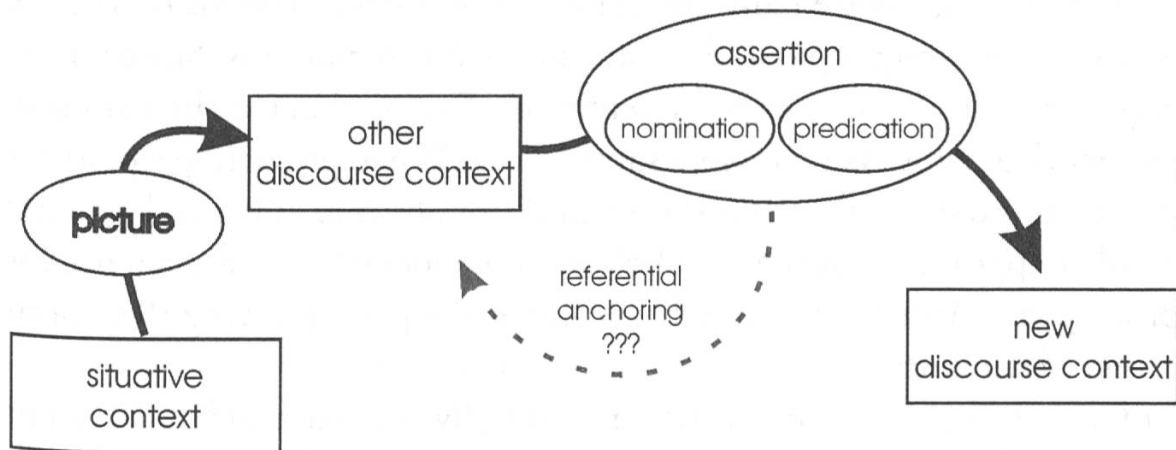 assertion
nomination
predication
other
discourse context
picture
referential
anchoring
???
new
discourse context
situative
context